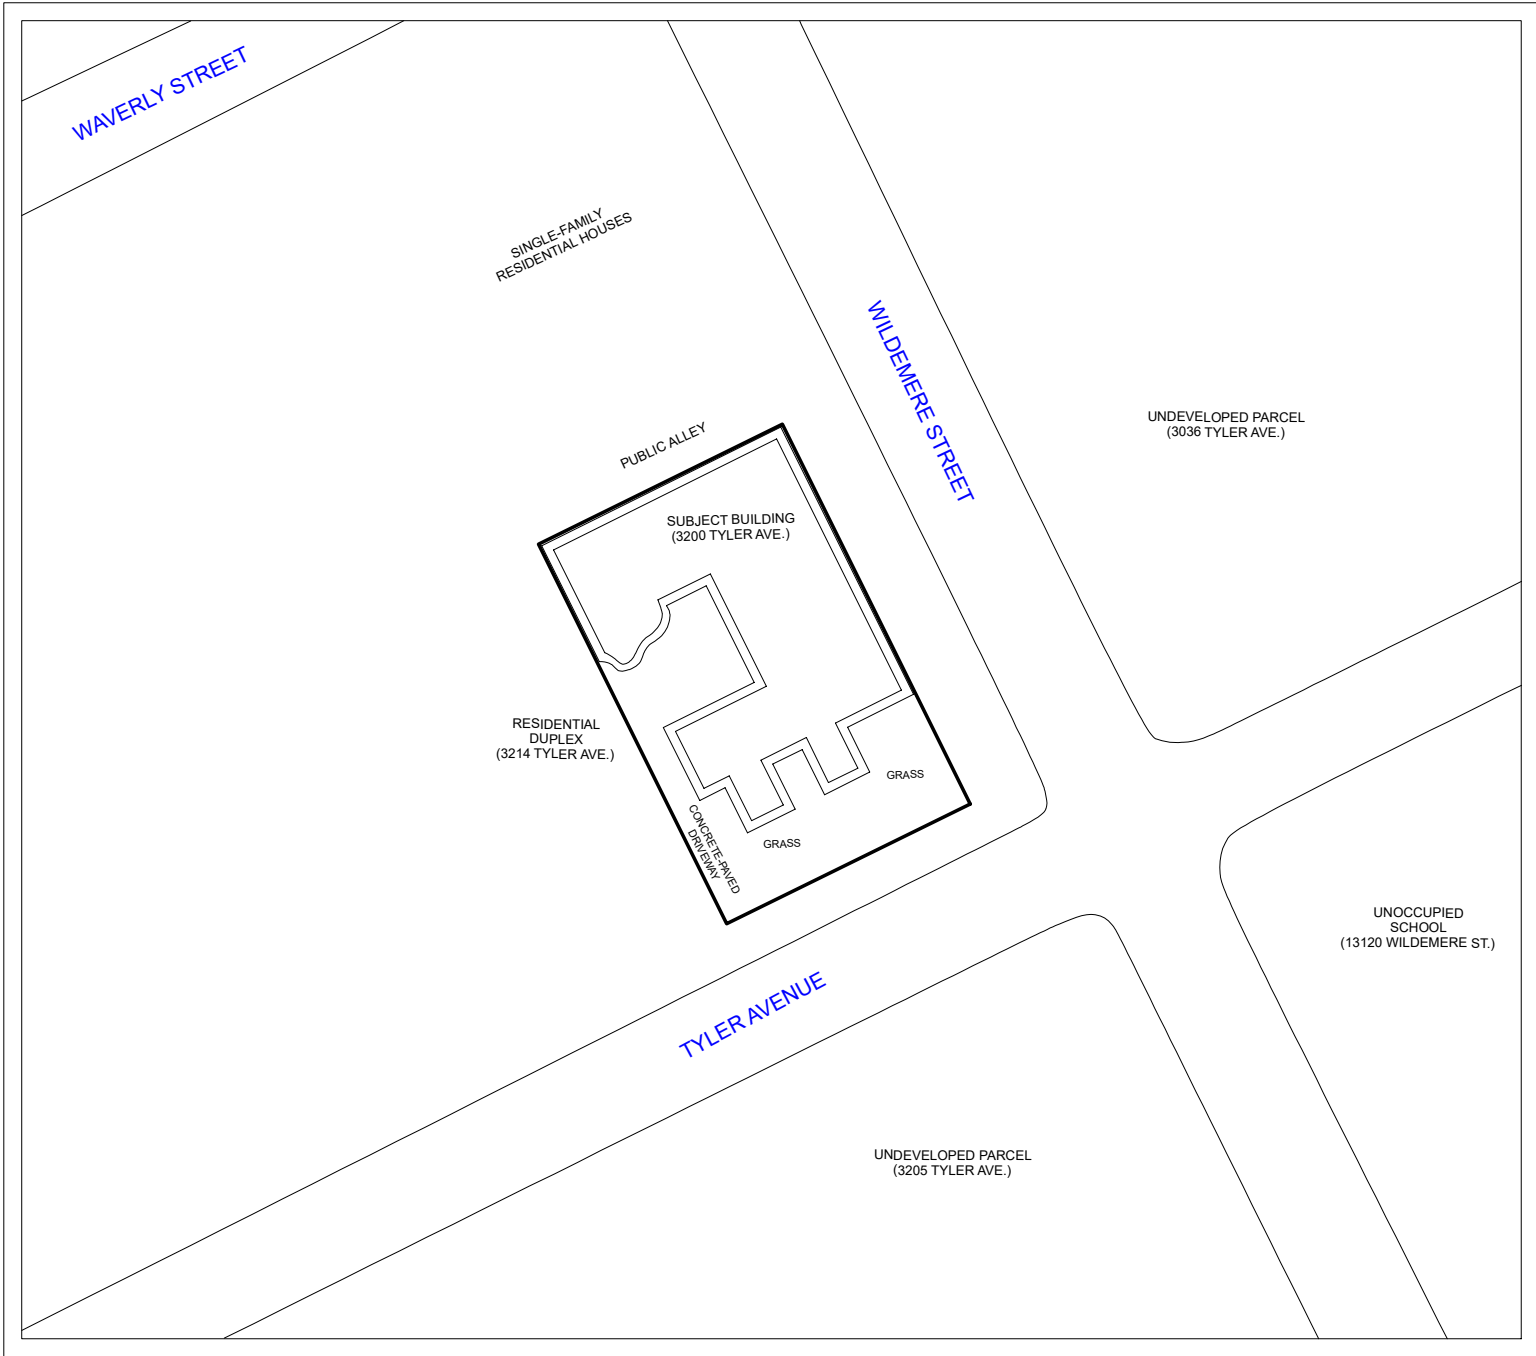 WAVERLY STREET
SINGLE-FAMILY
RESIDENTIAL HOUSES
WILDEMERE STREET
UNDEVELOPED PARCEL
(3036 TYLER AVE.)
PUBLIC ALLEY
SUBJECT BUILDING
(3200 TYLER AVE.)
RESIDENTIAL
DUPLEX
(3214 TYLER AVE.)
GRASS
CONCRETE-PAVED
DRIVEWAY
GRASS
UNOCCUPIED
SCHOOL
(13120 WILDEMERE ST.)
TYLER AVENUE
UNDEVELOPED PARCEL
(3205 TYLER AVE.)